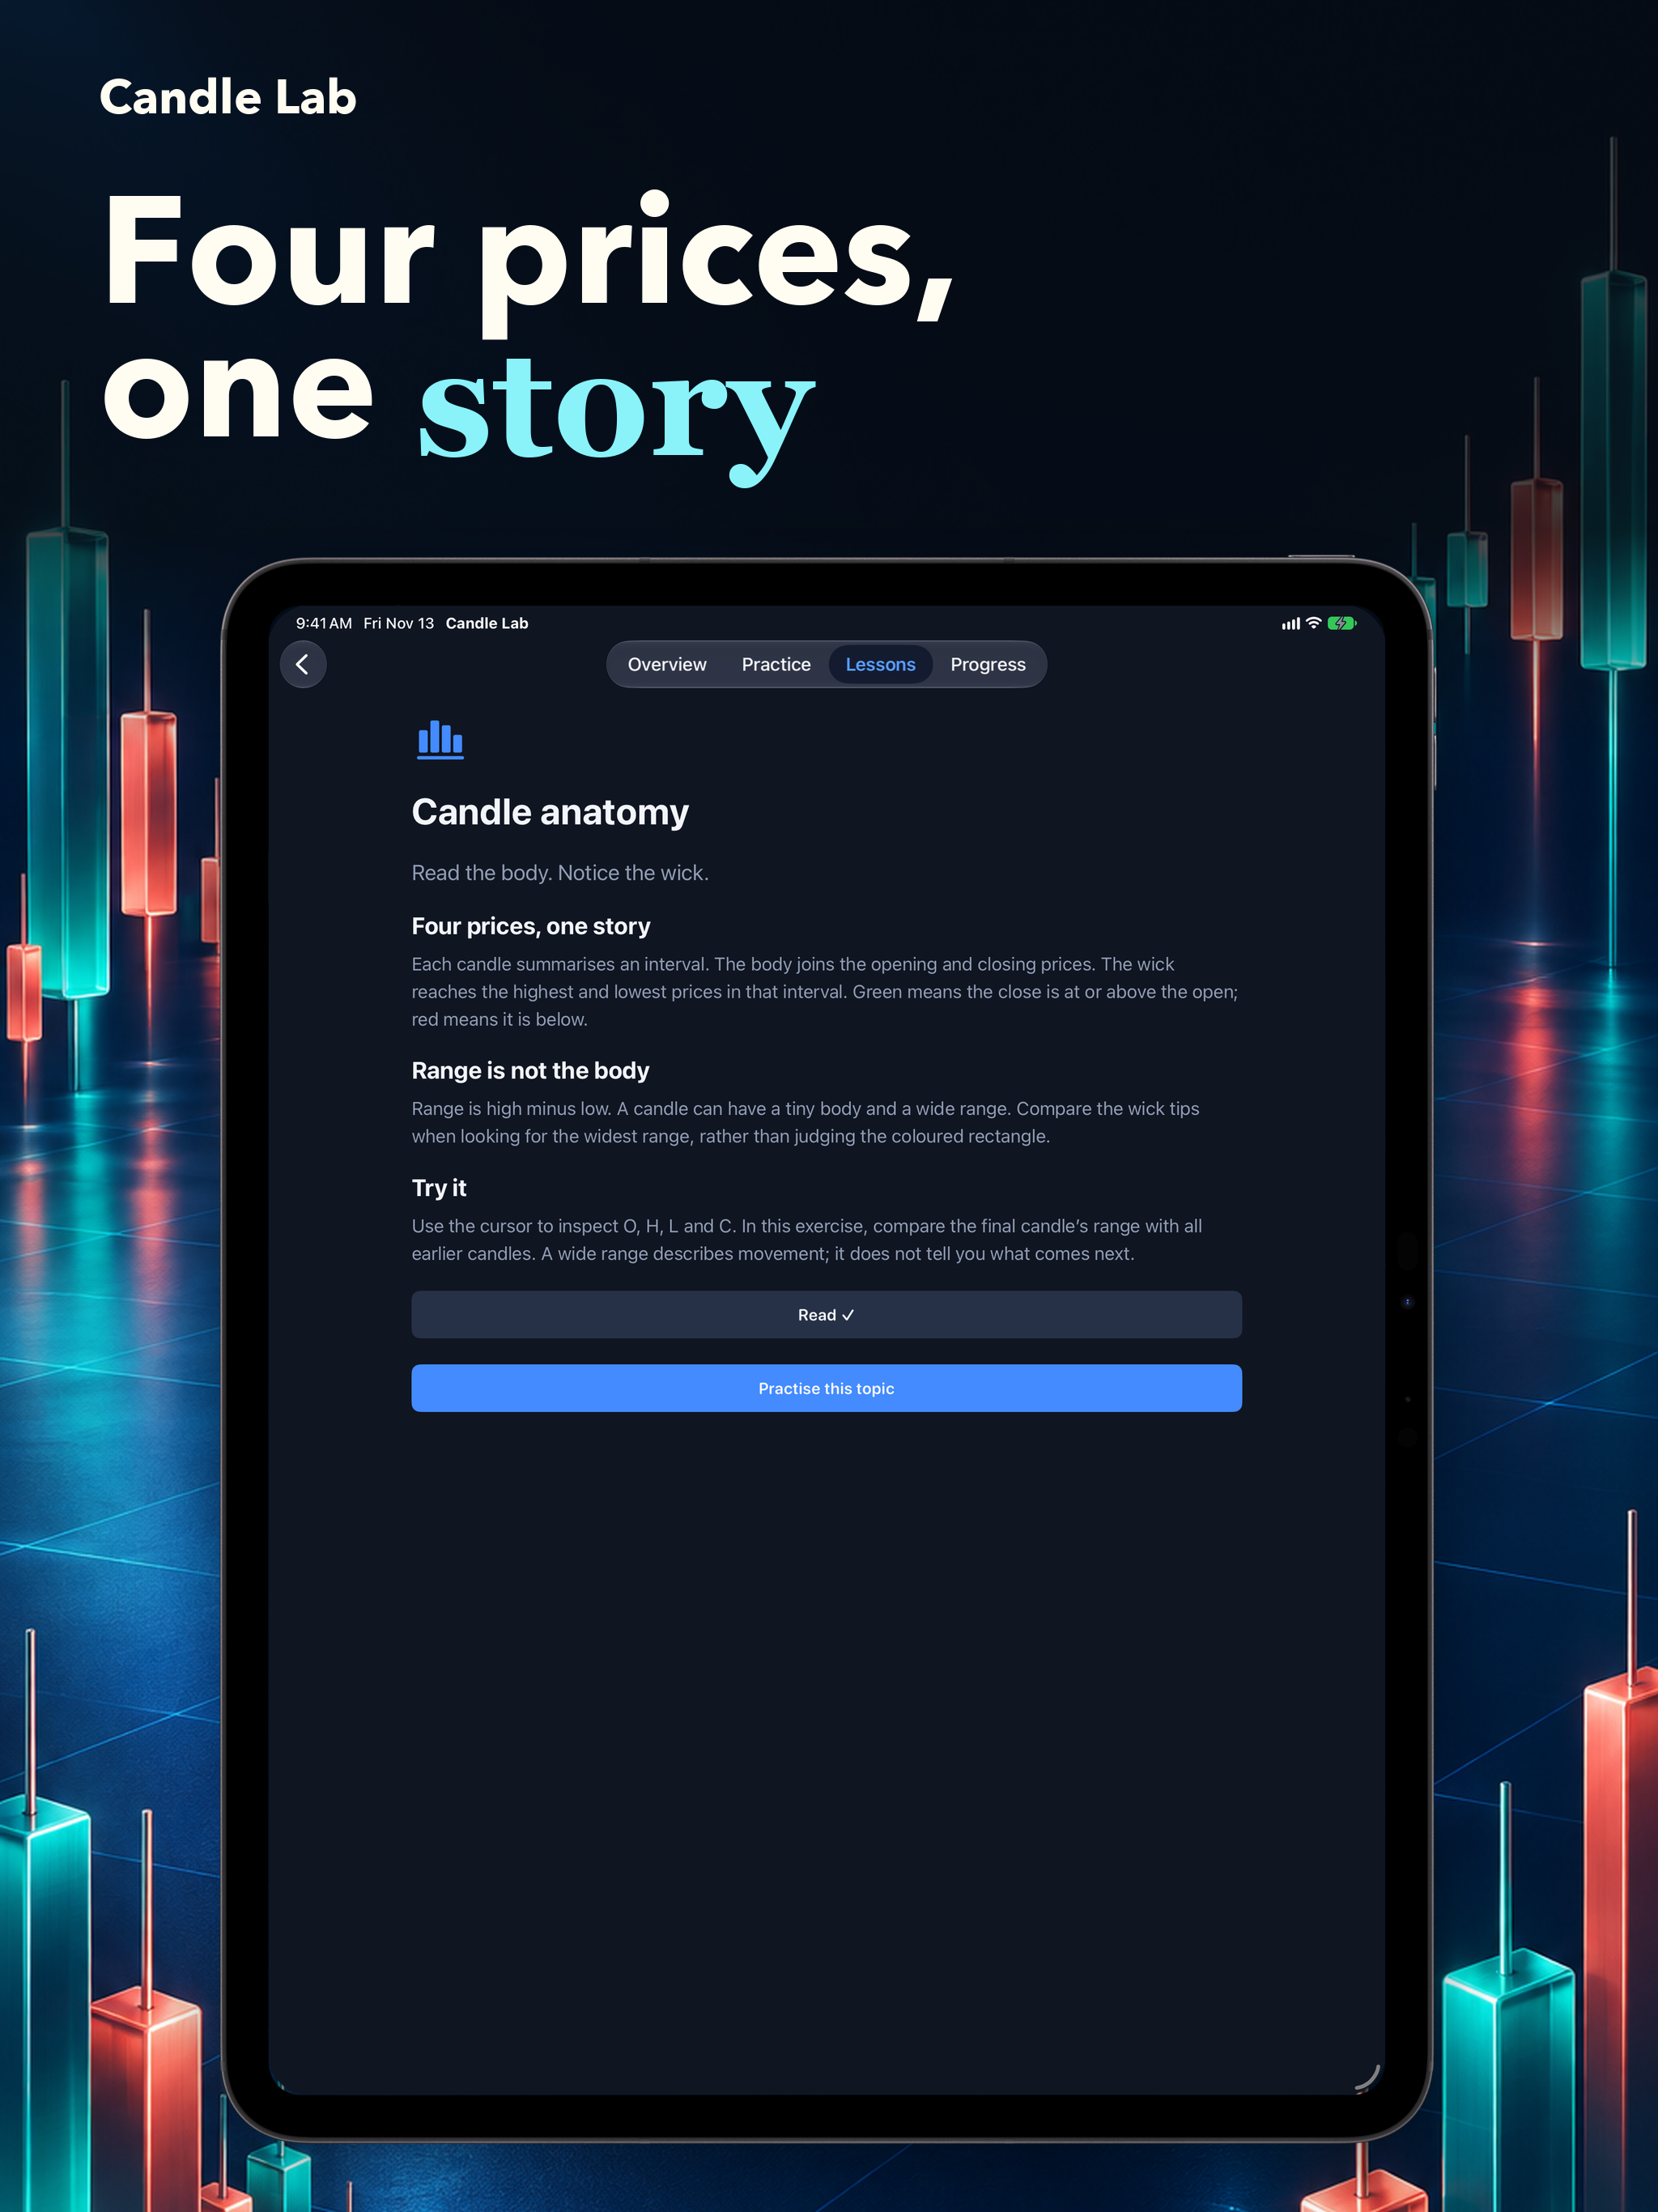 Candle Lab
Four prices,
one story
9:41 AM Fri Nov 13 Candle Lab
Overview Practice Lessons Progress
Candle anatomy
Read the body. Notice the wick.
Four prices, one story
Each candle summarises an interval. The body joins the opening and closing prices. The wick
reaches the highest and lowest prices in that interval. Green means the close is at or above the open;
red means it is below.
Range is not the body
Range is high minus low. A candle can have a tiny body and a wide range. Compare the wick tips
when looking for the widest range, rather than judging the coloured rectangle.
Try it
Use the cursor to inspect O, H, L and C. In this exercise, compare the final candle’s range with all
earlier candles. A wide range describes movement; it does not tell you what comes next.
Read ✓
Practise this topic